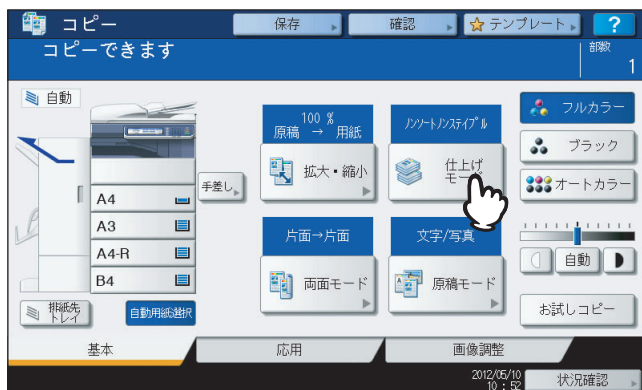 コピー
保存
確認
テンプレート
?
コピーできます
部数
1
自動
100 %
原稿 → 用紙
ノンソートノンステイプル
フルカラー
拡大・縮小
仕上げ
モード
ブラック
手差し
オートカラー
A4
A3
A4-R
B4
片面→片面
文字/写真
両面モード
原稿モード
自動
排紙先
トレイ
自動用紙選択
お試しコピー
基本
応用
画像調整
2012/05/10
10 : 52
状況確認